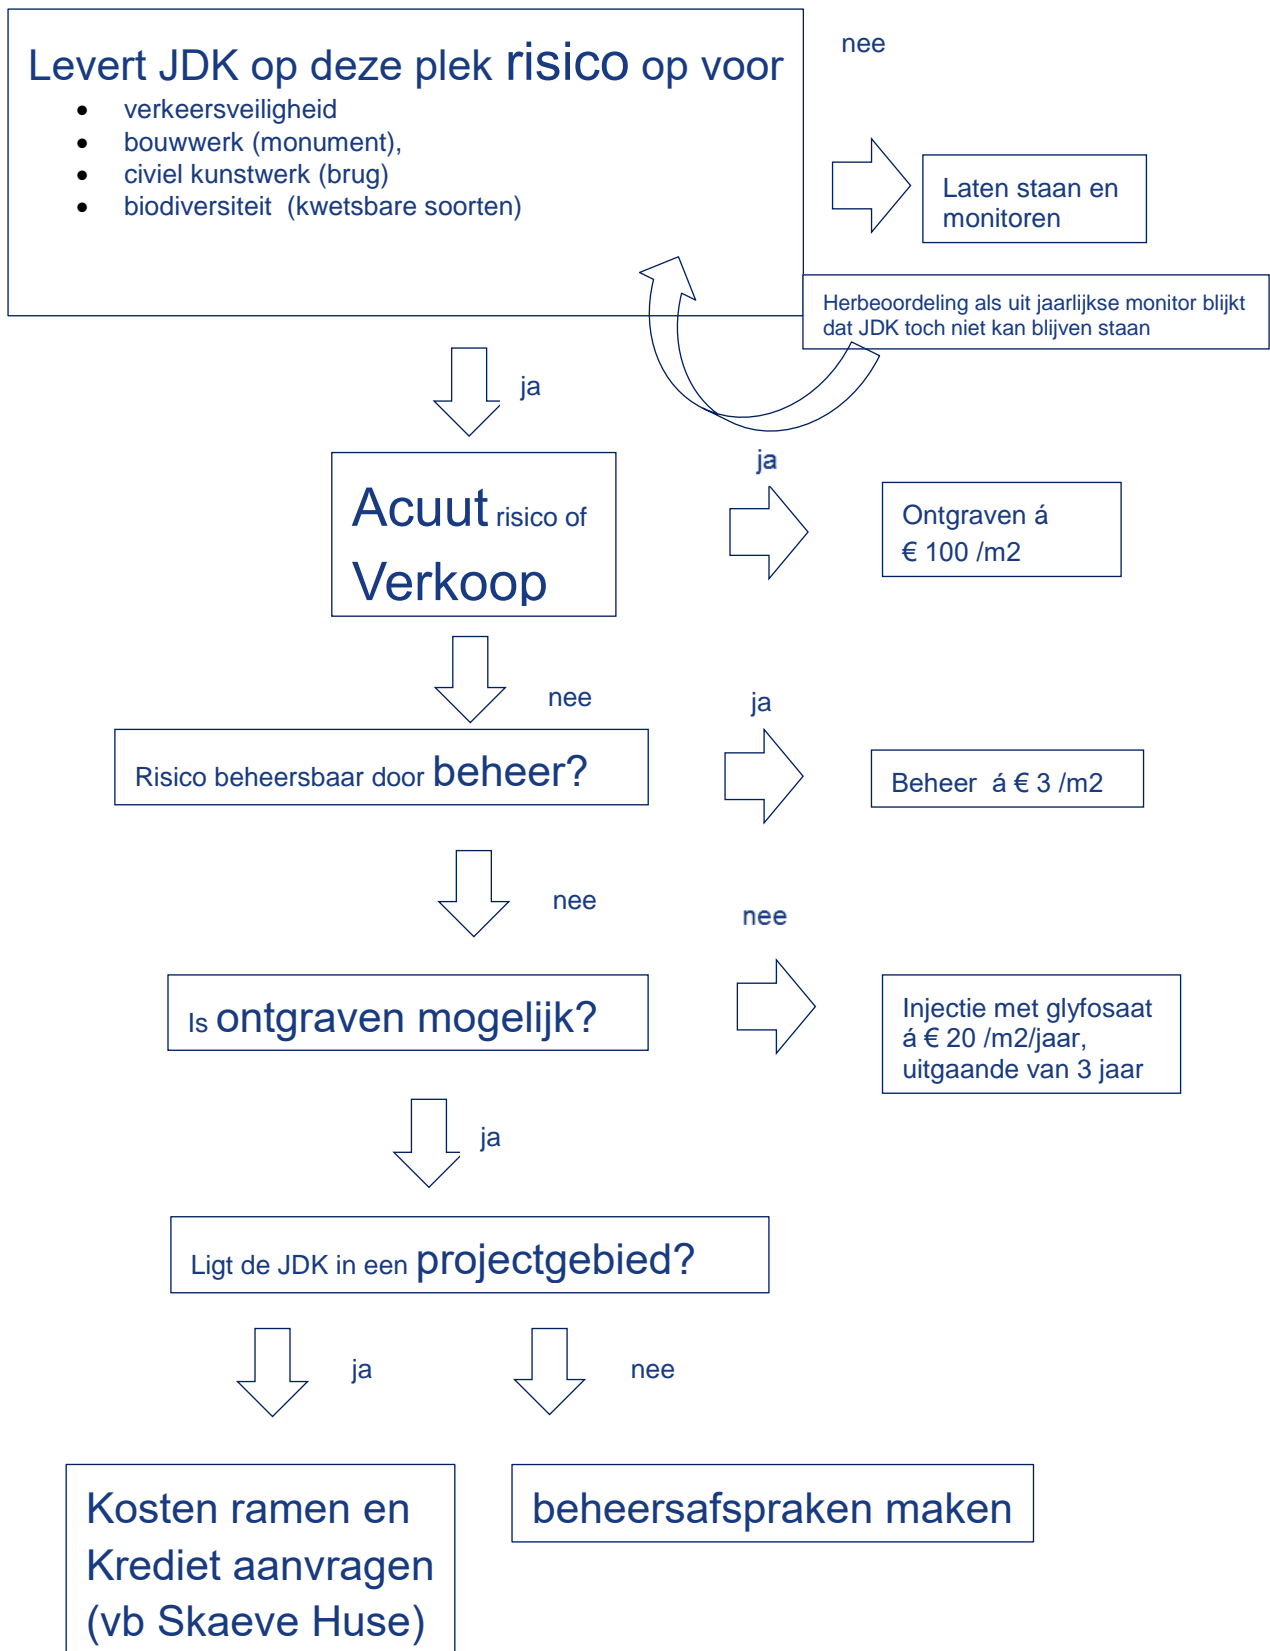 Levert JDK op deze plek risico op voor
• verkeersveiligheid
• bouwwerk (monument),
• civiel kunstwerk (brug)
• biodiversiteit (kwetsbare soorten)
nee
Laten staan en
monitoren
Herbeoordeling als uit jaarlijkse monitor blijkt
dat JDK toch niet kan blijven staan
ja
Acuut risico of
Verkoop
ja
Ontgraven á
€ 100 /m2
nee
Risico beheersbaar door beheer?
ja
Beheer á € 3 /m2
nee
Is ontgraven mogelijk?
nee
Injectie met glyfosaat
á € 20 /m2/jaar,
uitgaande van 3 jaar
ja
Ligt de JDK in een projectgebied?
ja
nee
Kosten ramen en
Krediet aanvragen
(vb Skaeve Huse)
beheersafspraken maken